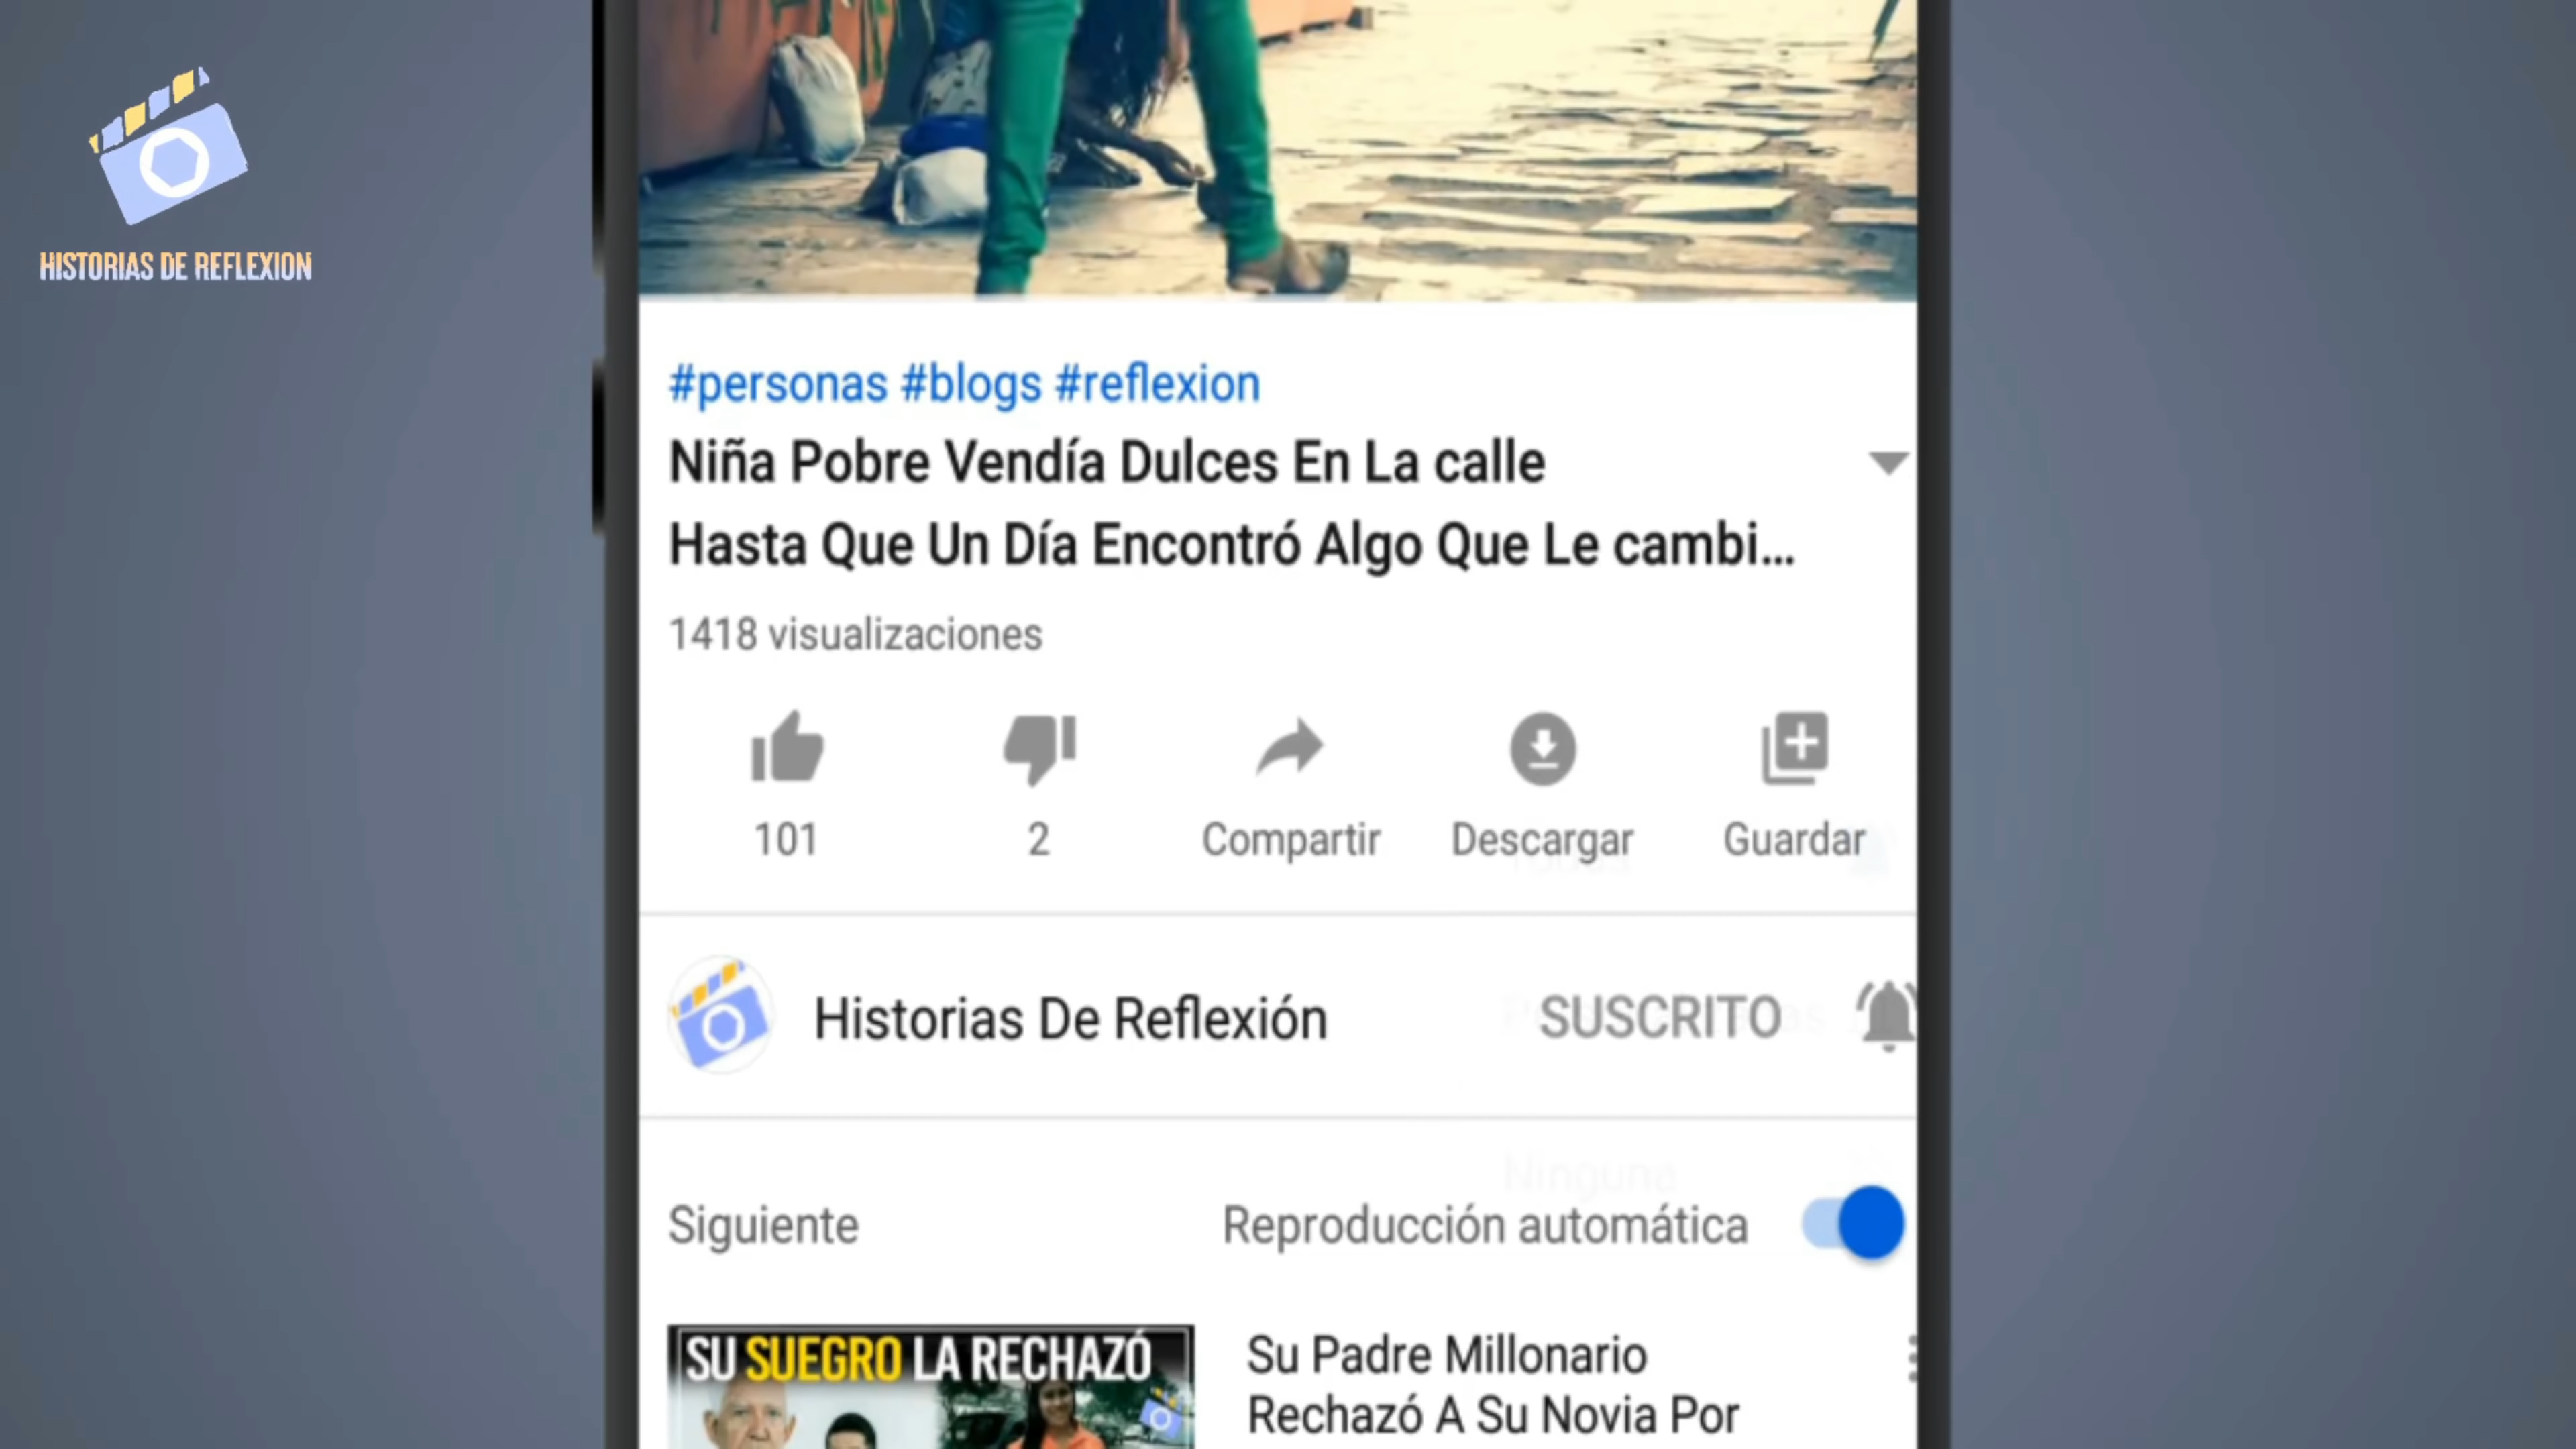 HISTORIAS DE REFLEXION
#personas #blogs #reflexion
Niña Pobre Vendía Dulces En La calle
Hasta Que Un Día Encontró Algo Que Le cambi...
1418 visualizaciones
101
2
Compartir
Descargar
Guardar
Historias De Reflexión
SUSCRITO
Ninguna
Siguiente
Reproducción automática
SU SUEGRO LA RECHAZÓ
Su Padre Millonario
Rechazó A Su Novia Por